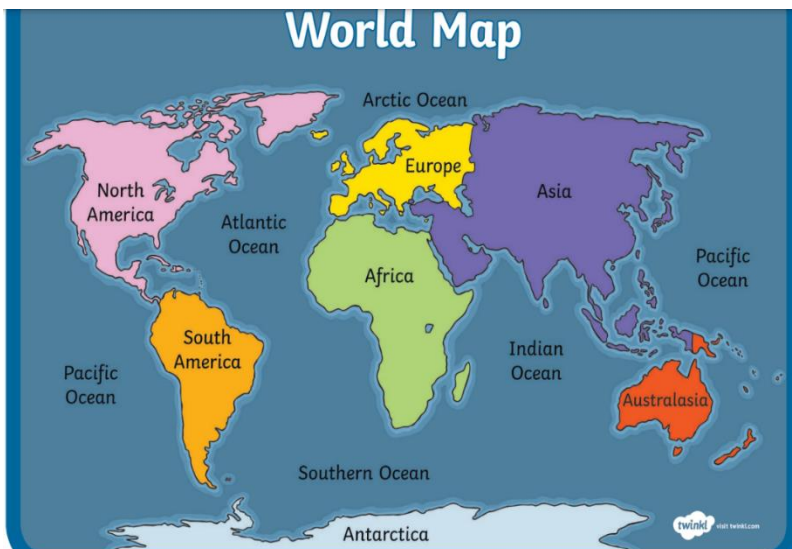 World Map
Arctic Ocean
North
America
Europe
Asia
Atlantic
Ocean
Africa
Pacific
Ocean
South
America
Indian
Ocean
Pacific
Ocean
Australasia
Southern Ocean
Antarctica
twinkl
visit twinkl.com